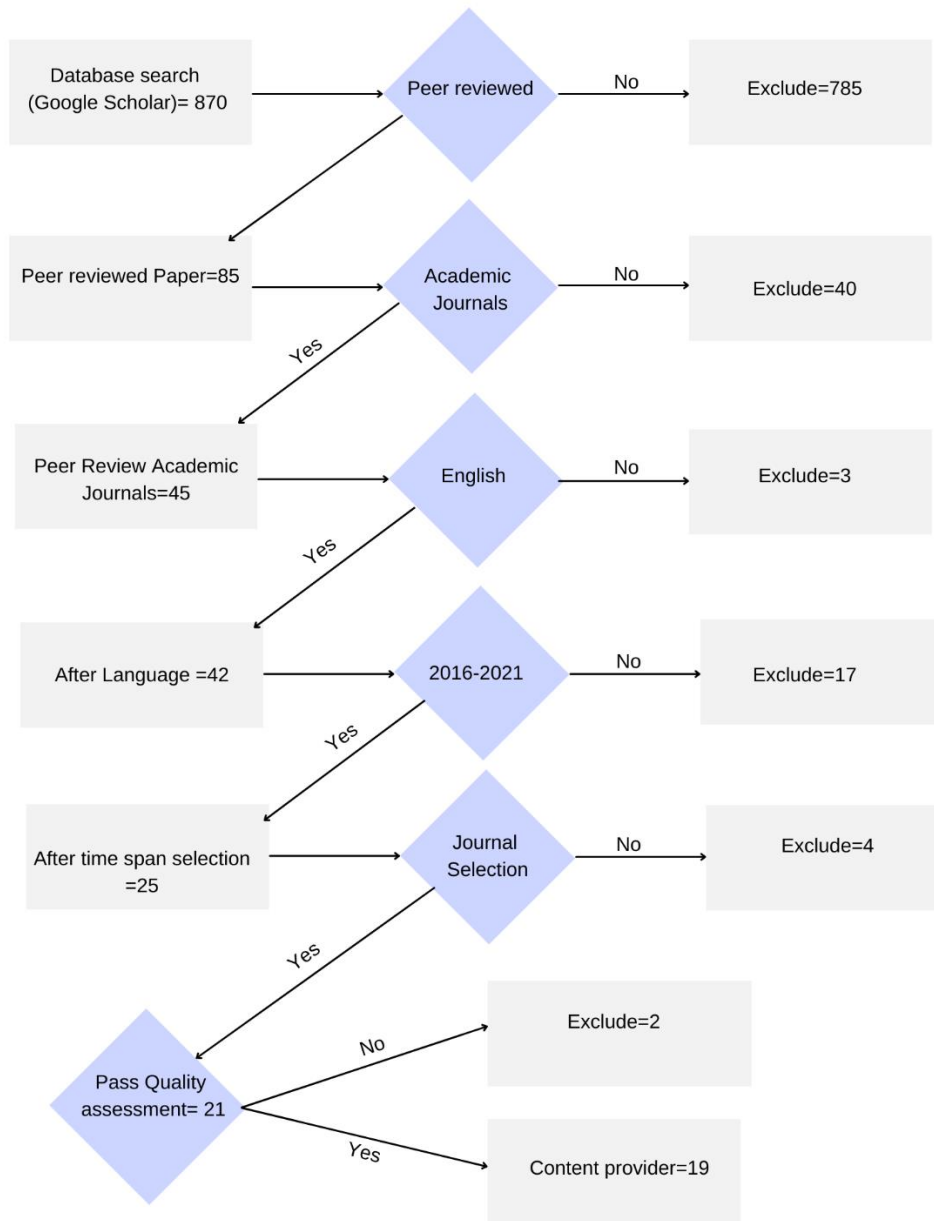 Database search
(Google Scholar)= 870
Peer reviewed
No
Exclude=785
Peer reviewed Paper=85
Academic
Journals
No
Exclude=40
Yes
Peer Review Academic
Journals=45
English
No
Exclude=3
Yes
After Language =42
2016-2021
No
Exclude=17
Yes
After time span selection
=25
Journal
Selection
No
Exclude=4
Yes
Pass Quality
assessment= 21
No
Exclude=2
Yes
Content provider=19